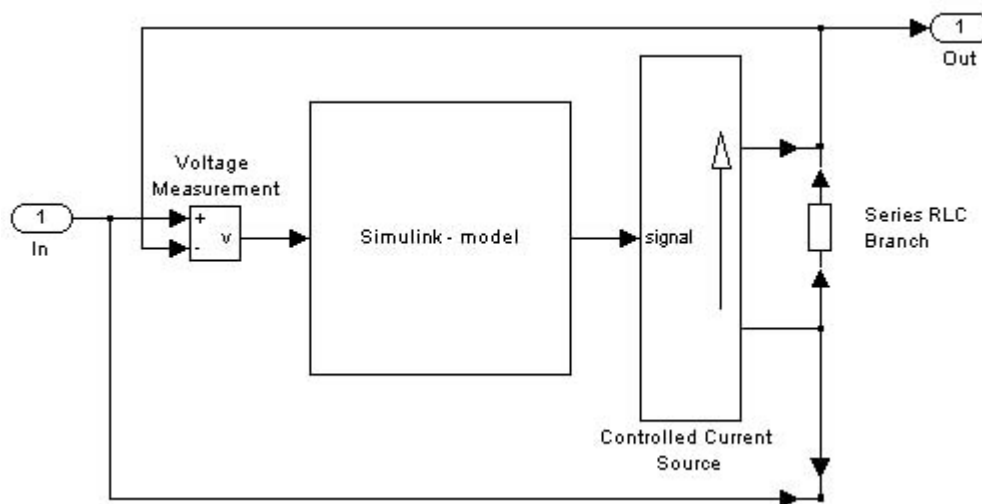 1
Out
Voltage
Measurement
1
In
+
-
v
Simulink - model
signal
Series RLC
Branch
Controlled Current
Source